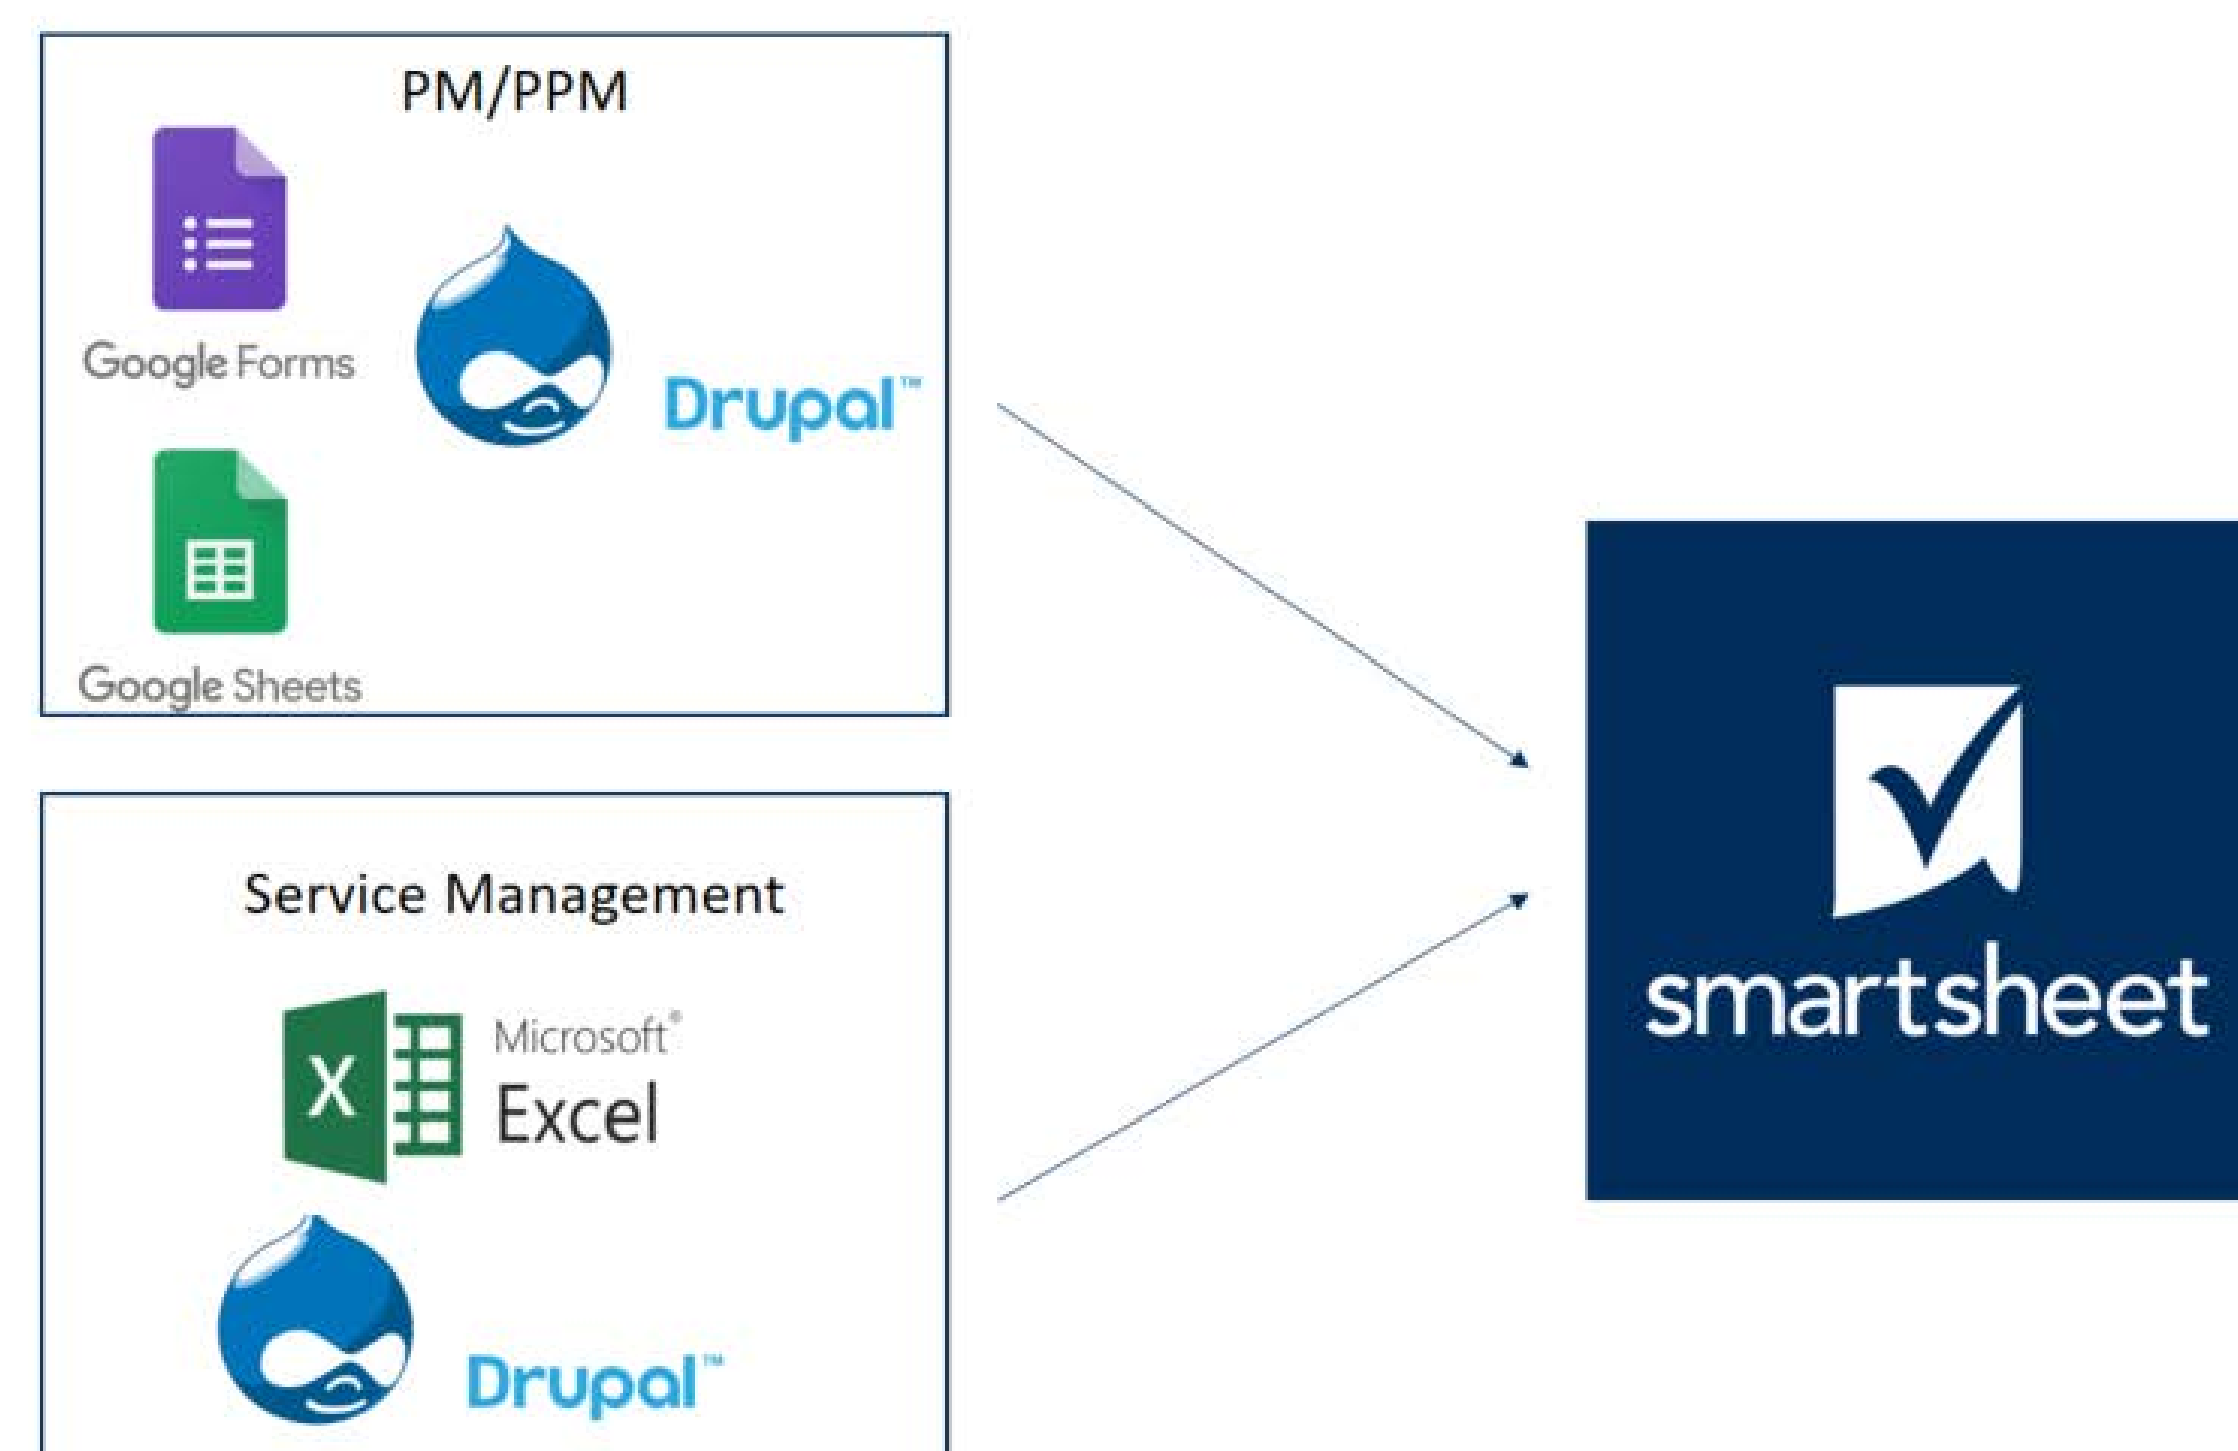 PM/PPM
Google Forms
Drupal™
Google Sheets
Service Management
X
Microsoft®
Excel
Drupal™
smartsheet